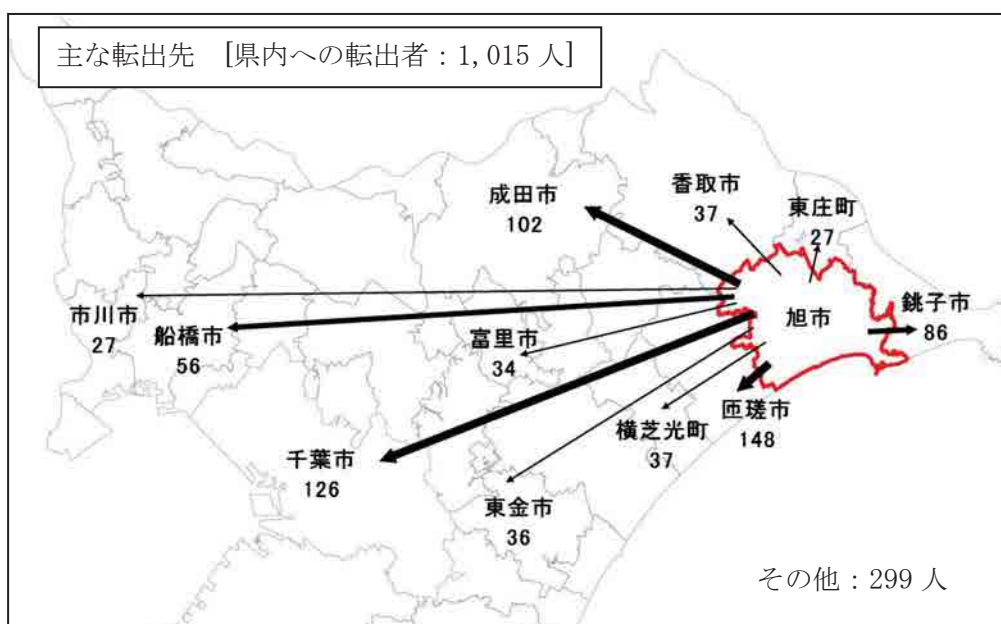 主な転出先　[県内への転出者：1,015 人]
成田市
102
香取市
37
東庄町
27
市川市
27
船橋市
56
富里市
34
旭市
銚子市
86
匝瑳市
148
横芝光町
37
千葉市
126
東金市
36
その他：299 人